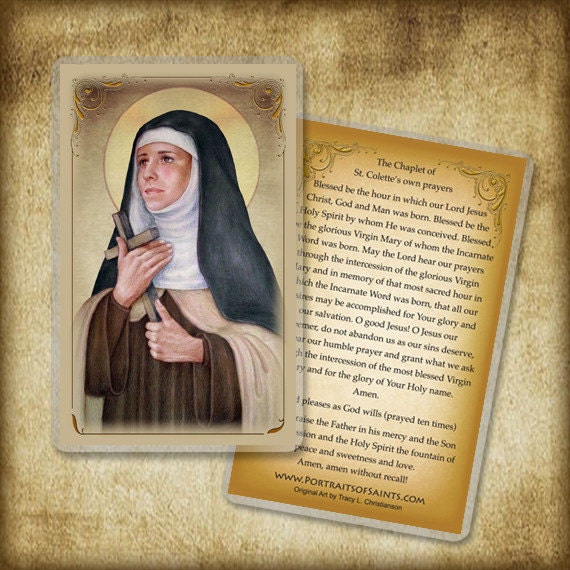 The Chaplet of
St. Colette's own prayers
Blessed be the hour in which our Lord Jesus
Christ, God and Man was born. Blessed be the
Holy Spirit by whom He was conceived. Blessed
be the glorious Virgin Mary of whom the Incarnate
Word was born. May the Lord hear our prayers
through the intercession of the glorious Virgin
Mary and in memory of that most sacred hour in
which the Incarnate Word was born, that all our
desires may be accomplished for Your glory and
our salvation. O good Jesus! O Jesus our
do not abandon us as our sins deserve,
our humble prayer and grant what we ask
the intercession of the most blessed Virgin
and for the glory of Your Holy name.
Amen.
pleases as God wills (prayed ten times)
the Father in his mercy and the Son
and the Holy Spirit the fountain of
peace and sweetness and love.
Amen, amen without recall!
www.PortraitsofSaints.com
Original Art by Tracy L. Christianson